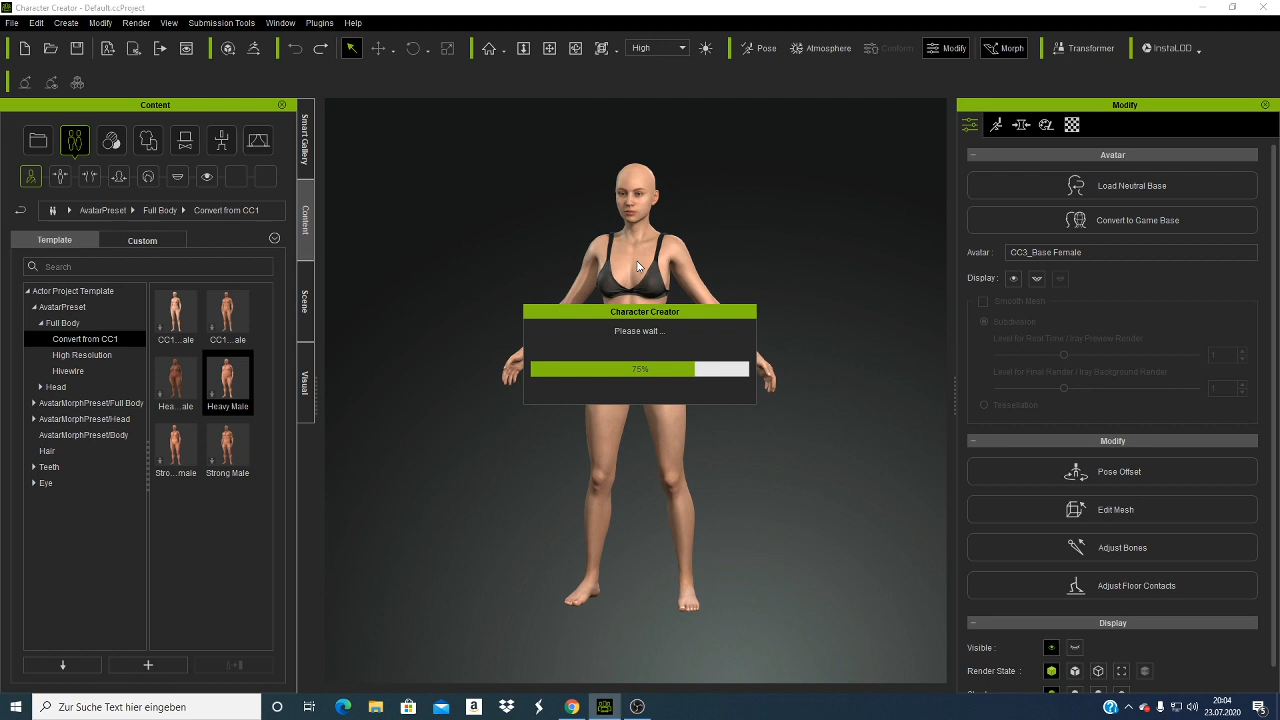 Character Creator - Default.ccProject
File Edit Create Modify Render View Submission Tools Window Plugins Help
High Pose Atmosphere Conform Modify Morph Transformer InstaLOD
Content
Modify
Smart Gallery
Content
Scene
Visual
AvatarPreset Full Body Convert from CC1
Template Custom
Search
Actor Project Template
AvatarPreset
Full Body
Convert from CC1
High Resolution
Hivewire
Head
AvatarMorphPreset/Full Body
AvatarMorphPreset/Head
AvatarMorphPreset/Body
Hair
Teeth
Eye
CC1...ale CC1...ale
Hea...ale Heavy Male
Stro...male Strong Male
Character Creator
Please wait ...
75%
Avatar
Load Neutral Base
Convert to Game Base
Avatar : CC3_Base Female
Display :
Smooth Mesh
Subdivision
Level for Real Time / Iray Preview Render
1
Level for Final Render / Iray Background Render
1
Tessellation
Modify
Pose Offset
Edit Mesh
Adjust Bones
Adjust Floor Contacts
Display
Visible :
Render State :
Zur Suche Text hier eingeben
20:04
23.07.2020